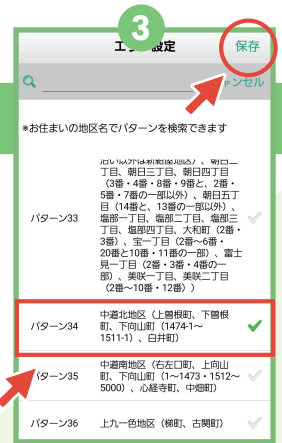 3
エリア設定
保存
キャンセル
※お住まいの地区名でパターンを検索できます
丁目、朝日三丁目、朝日四丁目
(3番・4番・8番・9番と、2番・
5番・7番の一部以外)、朝日五丁
目(14番と、13番の一部以外)、
パターン33
塩部一丁目、塩部二丁目、塩部三
丁目、塩部四丁目、大和町(2番・
3番)、宝一丁目(2番〜6番・
20番と10番・11番の一部)、富士
見一丁目(2番・3番・4番の一
部)、美咲一丁目、美咲二丁目
(2番〜10番・12番))
パターン34
中道北地区(上曽根町、下曽根
町、下向山町(1474-1〜
1511-1)、白井町)
パターン35
中道南地区(右左口町、上向山
町、下向山町(1〜1473・1512〜
5000)、心経寺町、中畑町)
パターン36
上九一色地区(梯町、古関町)